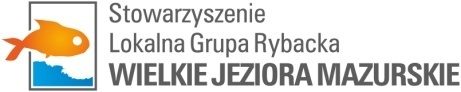 Stowarzyszenie
Lokalna Grupa Rybacka
WIELKIE JEZIORA MAZURSKIE